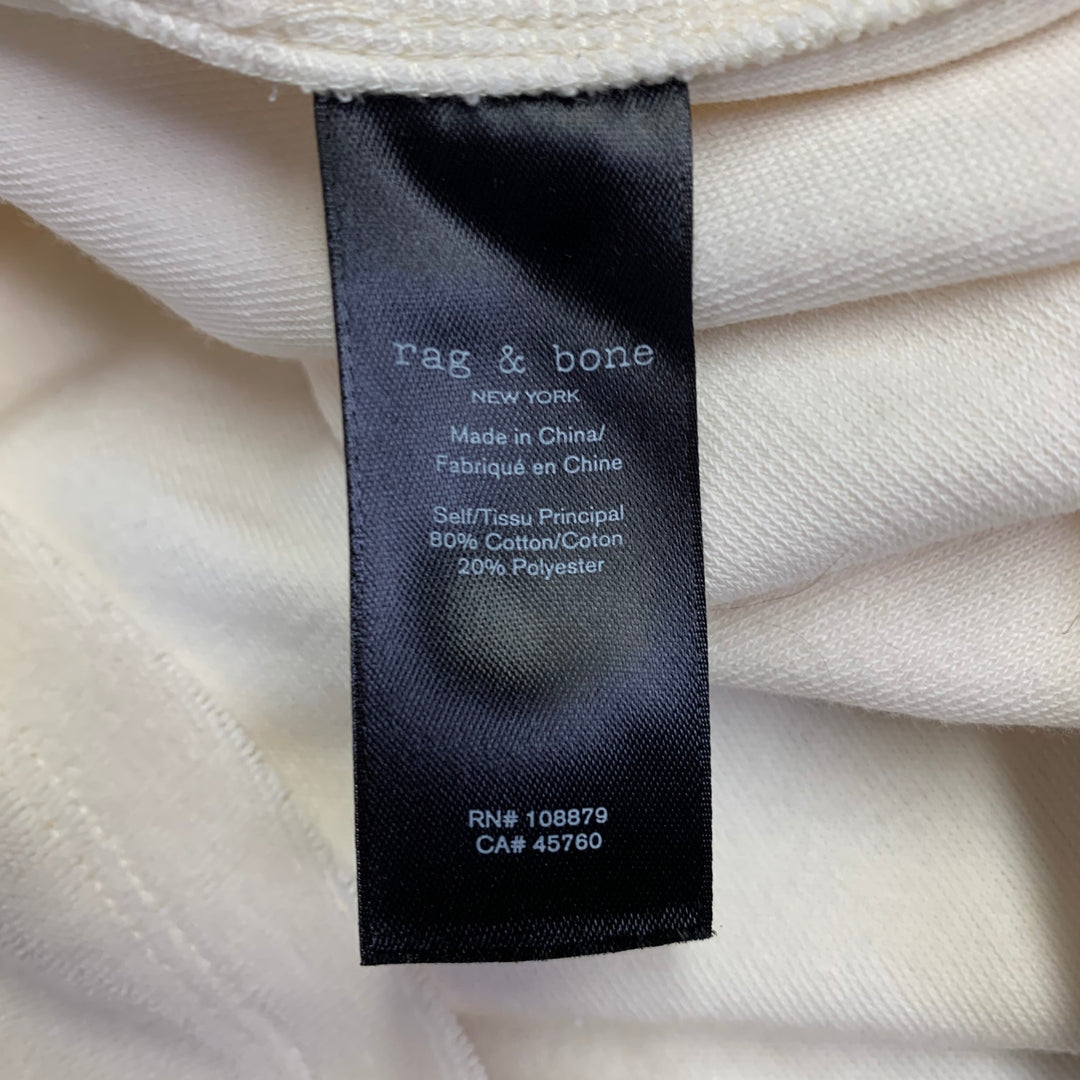 rag & bone
NEW YORK
Made in China/
Fabriqué en Chine
Self/Tissu Principal
80% Cotton/Coton
20% Polyester
RN# 108879
CA# 45760